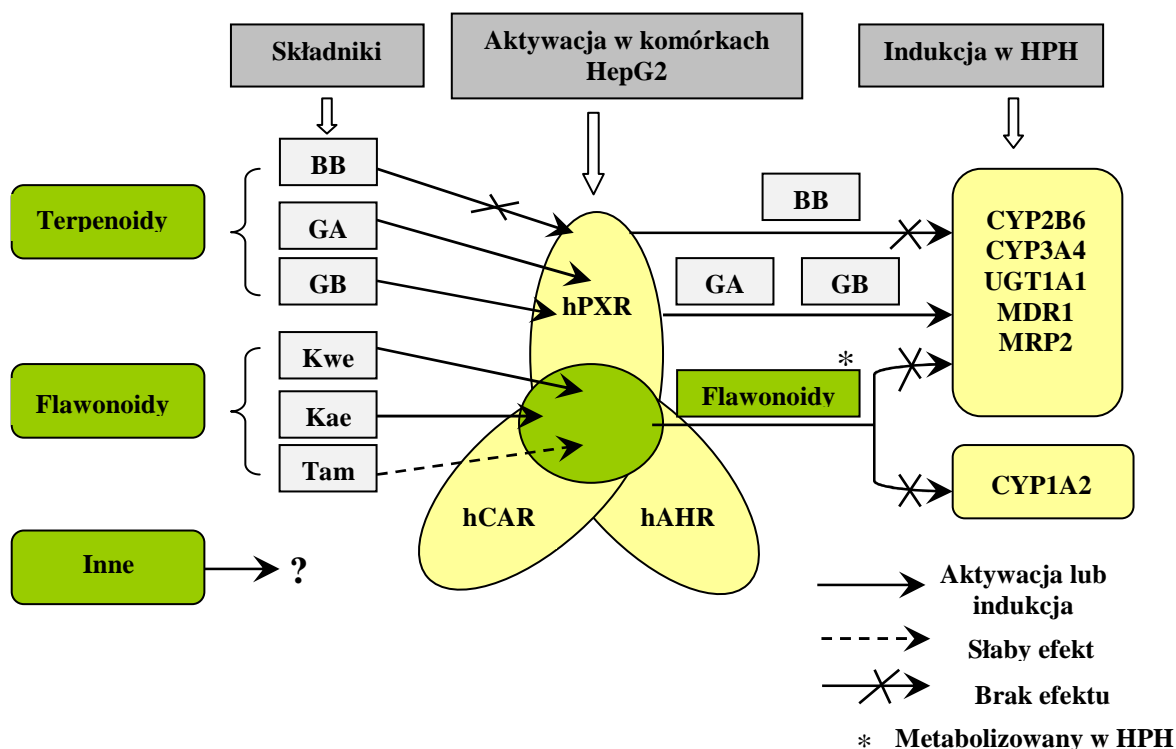 Składniki
Aktywacja w komórkach
HepG2
Indukcja w HPH
Terpenoidy
BB
GA
GB
Flawonoidy
Kwe
Kae
Tam
Inne
?
hPXR
hCAR
hAHR
BB
GA
GB
*
Flawonoidy
CYP2B6
CYP3A4
UGT1A1
MDR1
MRP2
CYP1A2
Aktywacja lub
indukcja
Słaby efekt
Brak efektu
* Metabolizowany w HPH